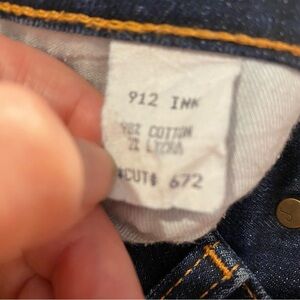 912 INK
98% COTTON
2% LYCRA
#CUT# 672